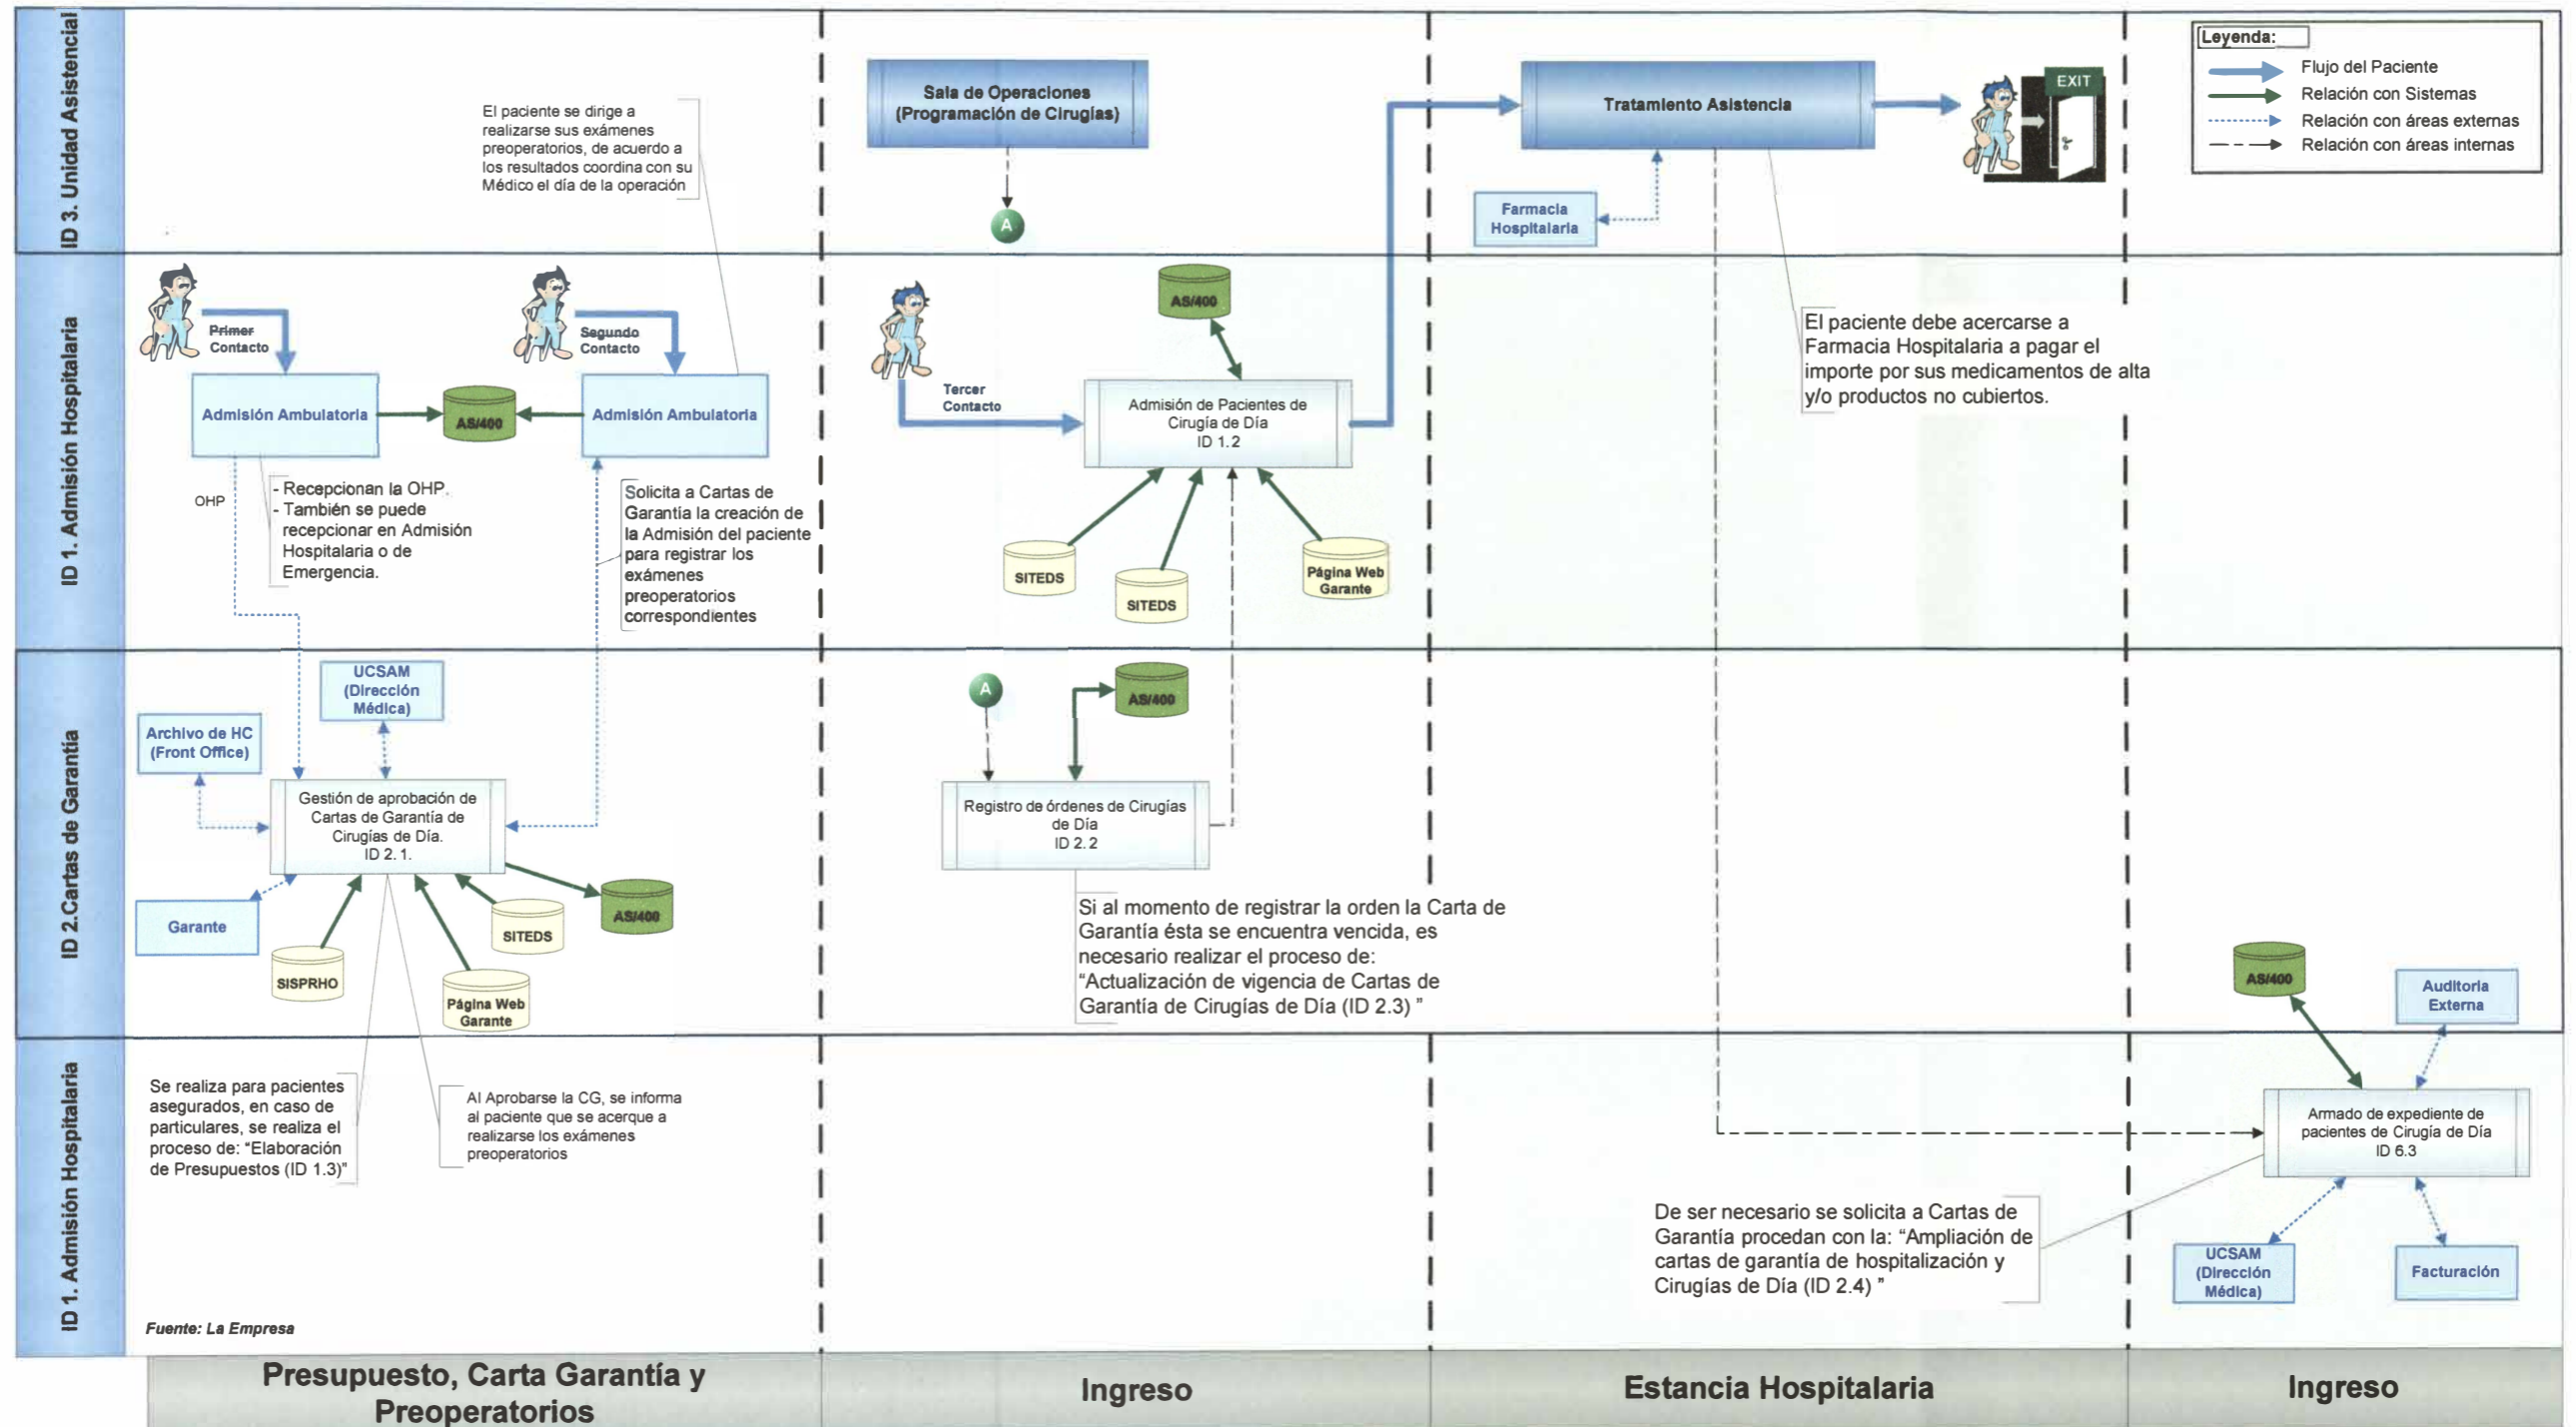 ID 3. Unidad Asistencial
El paciente se dirige a
realizarse sus exámenes
preoperatorios, de acuerdo a
los resultados coordina con su
Médico el día de la operación
Sala de Operaciones
(Programación de Cirugías)
A
Tratamiento Asistencia
Farmacia
Hospitalaria
EXIT
Leyenda:
Flujo del Paciente
Relación con Sistemas
Relación con áreas externas
Relación con áreas internas
ID 1. Admisión Hospitalaria
Primer
Contacto
Admisión Ambulatoria
AS/400
Segundo
Contacto
Admisión Ambulatoria
OHP
- Recepcionan la OHP.
- También se puede
recepcionar en Admisión
Hospitalaria o de
Emergencia.
Solicita a Cartas de
Garantía la creación de
la Admisión del paciente
para registrar los
exámenes
preoperatorios
correspondientes
Tercer
Contacto
AS/400
Admisión de Pacientes de
Cirugía de Día
ID 1.2
SITEDS
SITEDS
Página Web
Garante
El paciente debe acercarse a
Farmacia Hospitalaria a pagar el
importe por sus medicamentos de alta
y/o productos no cubiertos.
ID 2.Cartas de Garantía
UCSAM
(Dirección
Médica)
Archivo de HC
(Front Office)
Gestión de aprobación de
Cartas de Garantía de
Cirugías de Día.
ID 2.1.
Garante
SISPRHO
Página Web
Garante
SITEDS
AS/400
A
AS/400
Registro de órdenes de Cirugías
de Día
ID 2.2
Si al momento de registrar la orden la Carta de
Garantía ésta se encuentra vencida, es
necesario realizar el proceso de:
“Actualización de vigencia de Cartas de
Garantía de Cirugías de Día (ID 2.3) ”
AS/400
Auditoria
Externa
ID 1. Admisión Hospitalaria
Se realiza para pacientes
asegurados, en caso de
particulares, se realiza el
proceso de: “Elaboración
de Presupuestos (ID 1.3)”
Al Aprobarse la CG, se informa
al paciente que se acerque a
realizarse los exámenes
preoperatorios
De ser necesario se solicita a Cartas de
Garantía procedan con la: “Ampliación de
cartas de garantía de hospitalización y
Cirugías de Día (ID 2.4) ”
Armado de expediente de
pacientes de Cirugía de Día
ID 6.3
UCSAM
(Dirección
Médica)
Facturación
Fuente: La Empresa
Presupuesto, Carta Garantía y
Preoperatorios
Ingreso
Estancia Hospitalaria
Ingreso